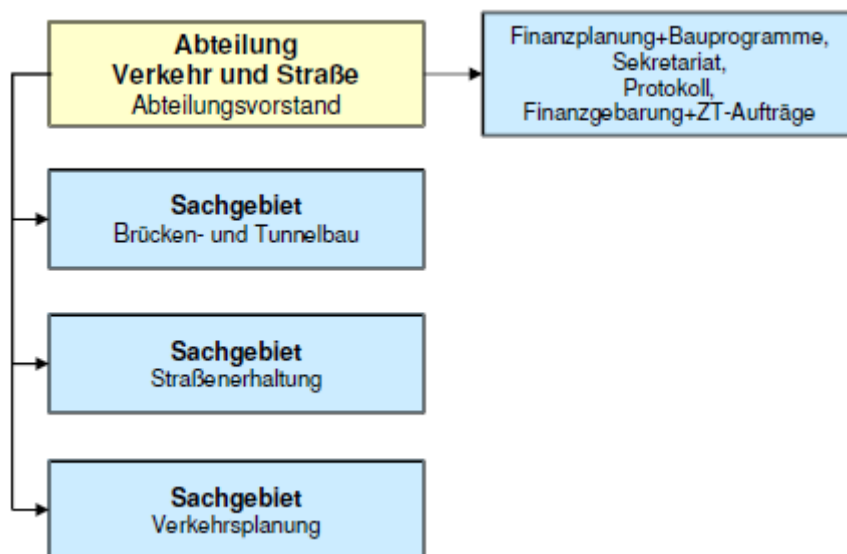 Abteilung
Verkehr und Straße
Abteilungsvorstand
Finanzplanung+Bauprogramme,
Sekretariat,
Protokoll,
Finanzgebarung+ZT-Aufträge
Sachgebiet
Brücken- und Tunnelbau
Sachgebiet
Straßenerhaltung
Sachgebiet
Verkehrsplanung